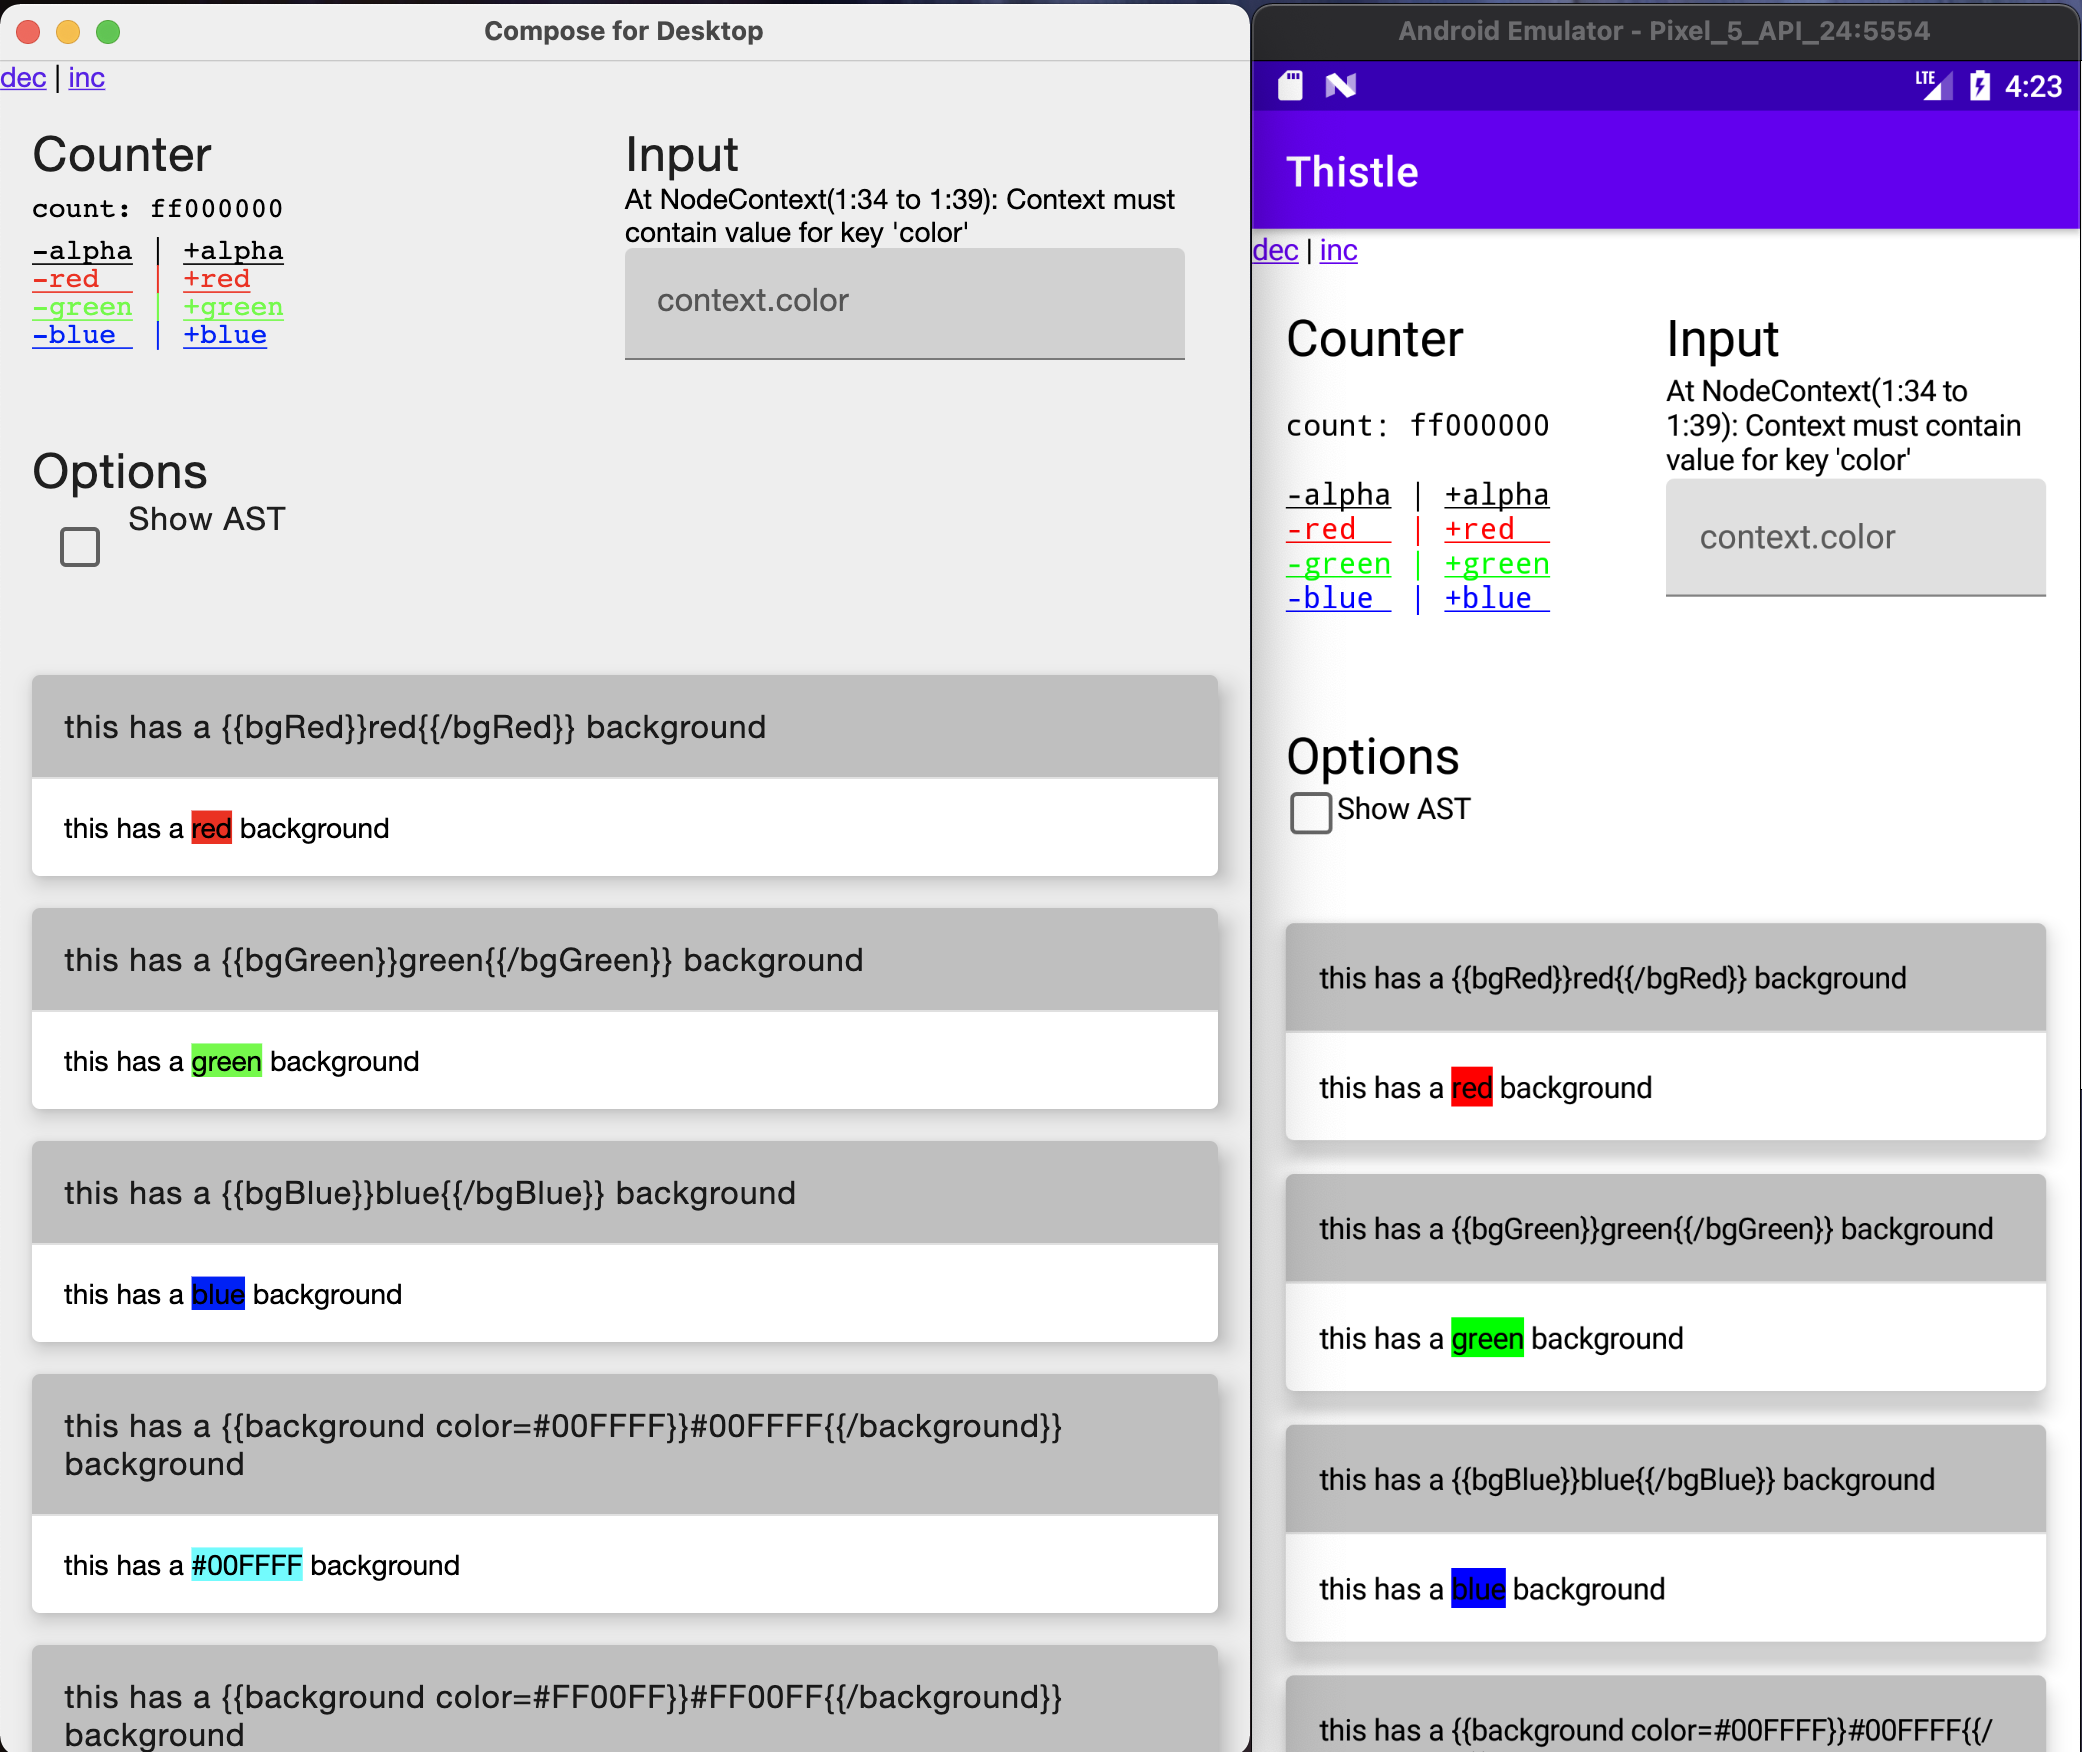 Compose for Desktop
dec | inc
Counter
count: ff000000
-alpha | +alpha
-red | +red
-green | +green
-blue | +blue
Input
At NodeContext(1:34 to 1:39): Context must
contain value for key 'color'
context.color
Options
Show AST
this has a {{bgRed}}red{{/bgRed}} background
this has a red background
this has a {{bgGreen}}green{{/bgGreen}} background
this has a green background
this has a {{bgBlue}}blue{{/bgBlue}} background
this has a blue background
this has a {{background color=#00FFFF}}#00FFFF{{/background}}
background
this has a #00FFFF background
this has a {{background color=#FF00FF}}#FF00FF{{/background}}
background
Android Emulator - Pixel_5_API_24:5554
LTE 4:23
Thistle
dec | inc
Counter
count: ff000000
-alpha | +alpha
-red | +red
-green | +green
-blue | +blue
Input
At NodeContext(1:34 to
1:39): Context must contain
value for key 'color'
context.color
Options
Show AST
this has a {{bgRed}}red{{/bgRed}} background
this has a red background
this has a {{bgGreen}}green{{/bgGreen}} background
this has a green background
this has a {{bgBlue}}blue{{/bgBlue}} background
this has a blue background
this has a {{background color=#00FFFF}}#00FFFF{{/